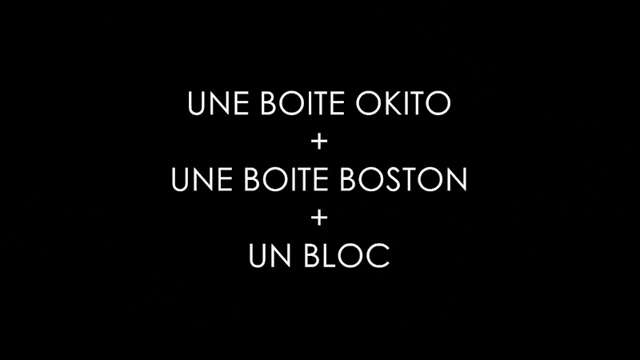 UNE BOITE OKITO
+
UNE BOITE BOSTON
+
UN BLOC